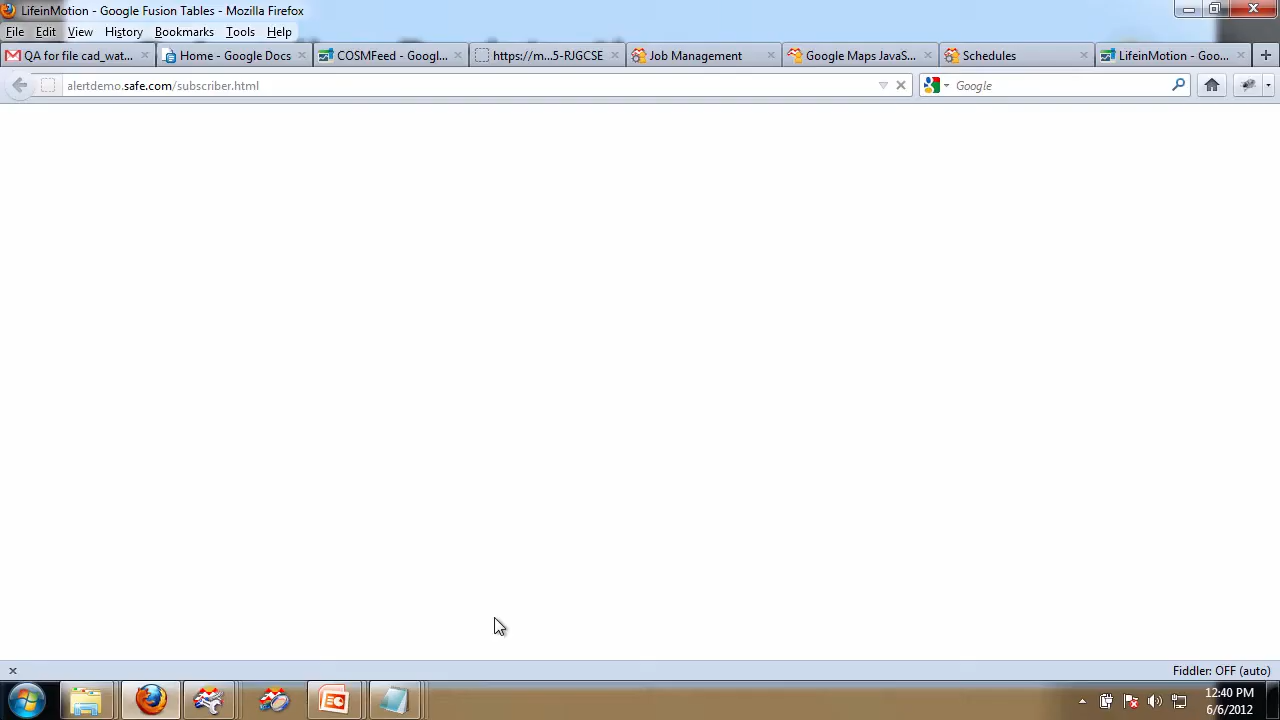 LifeinMotion - Google Fusion Tables - Mozilla Firefox
File Edit View History Bookmarks Tools Help
QA for file cad_wat... Home - Google Docs COSMFeed - Googl... https://m...5-RJGCSE Job Management Google Maps JavaS... Schedules LifeinMotion - Goo...
alertdemo.safe.com/subscriber.html Google
Fiddler: OFF (auto)
12:40 PM
6/6/2012